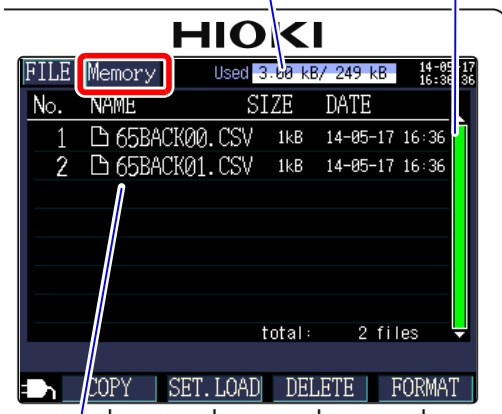 HIOKI
FILE Memory Used 3.00 kB/ 249 kB 14-05-17
16:36:36
No. NAME SIZE DATE
1 65BACK00.CSV 1kB 14-05-17 16:36
2 65BACK01.CSV 1kB 14-05-17 16:36
total: 2 files
COPY SET.LOAD DELETE FORMAT